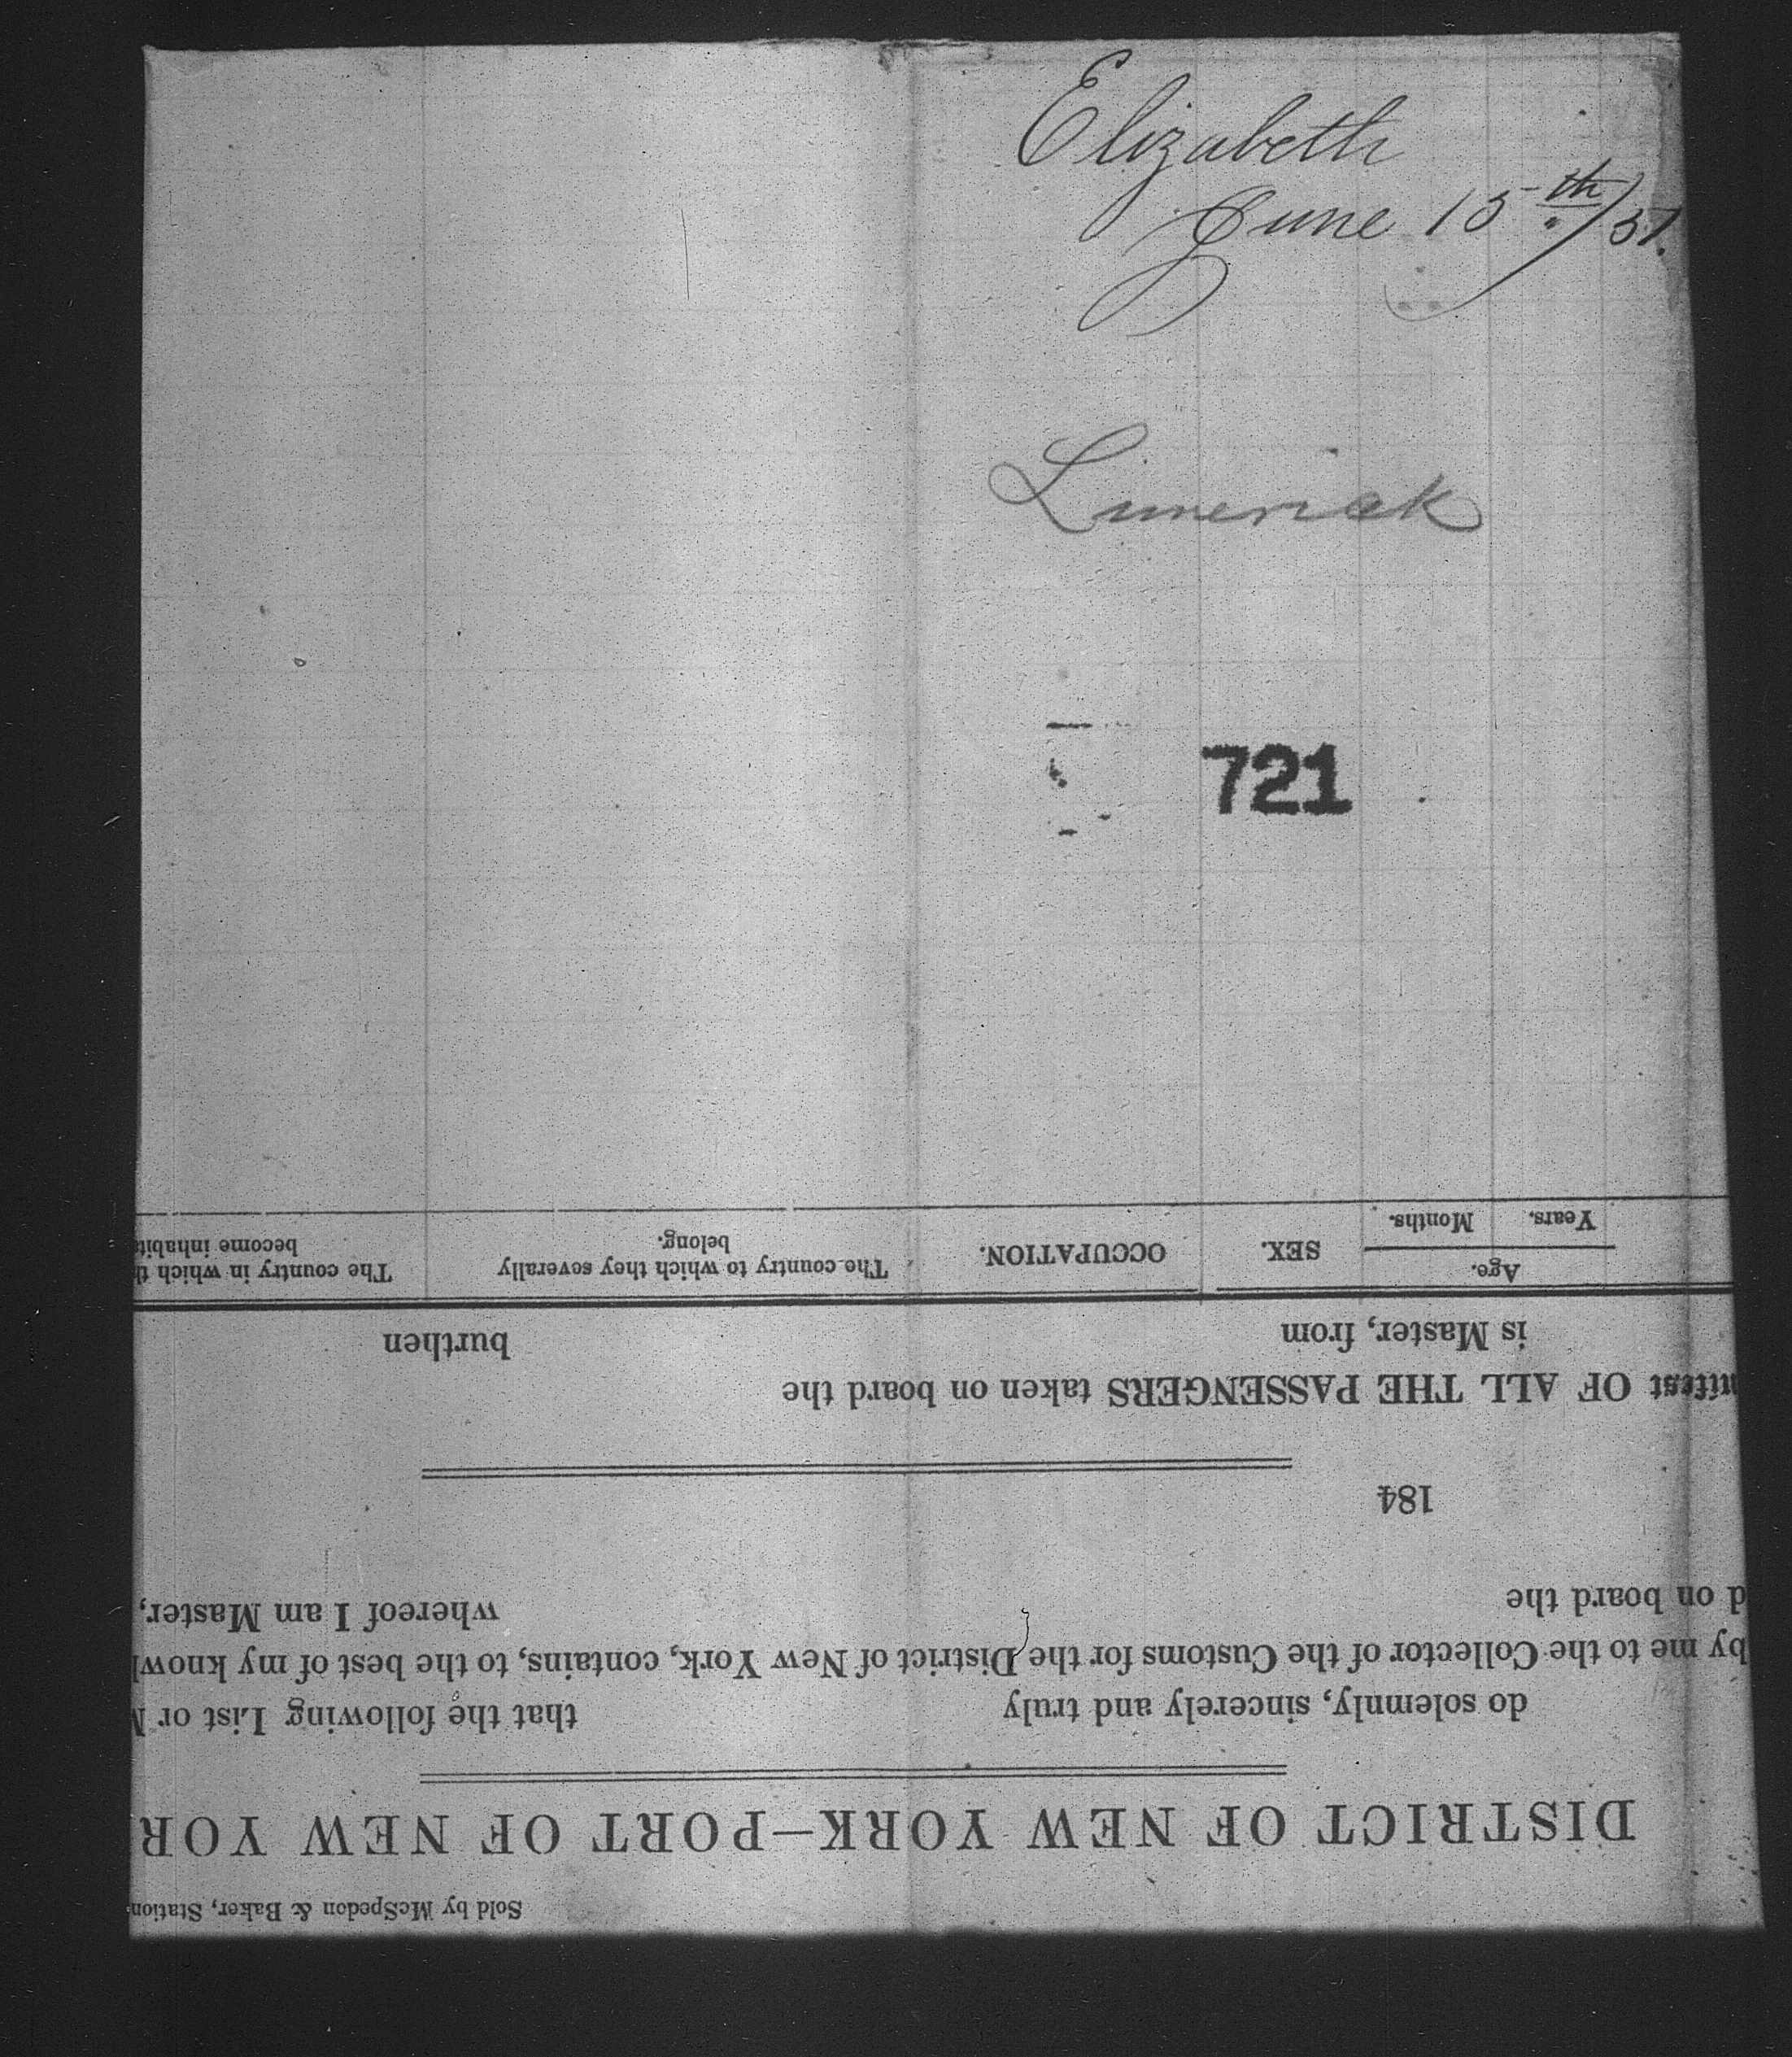 Elizabeth
June 15th/51.
Limerick
721
Sold by McSpedon & Baker, Station
DISTRICT OF NEW YORK—PORT OF NEW YOR
do solemnly, sincerely and truly that the following List or M
by me to the Collector of the Customs for the District of New York, contains, to the best of my know
d on board the whereof I am Master,
184
nifest OF ALL THE PASSENGERS taken on board the
is Master, from burthen
Age.
Years. Months.
SEX.
OCCUPATION.
The country to which they severally
belong.
The country in which th
become inhabita